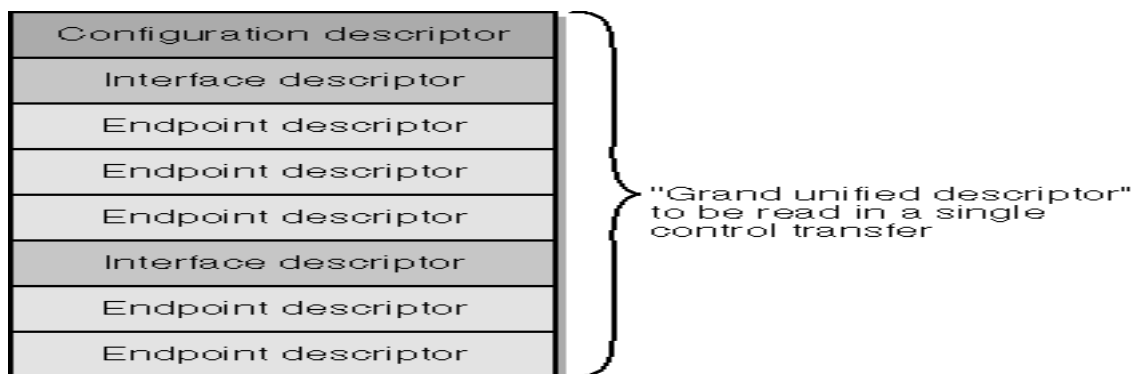 Configuration descriptor
Interface descriptor
Endpoint descriptor
Endpoint descriptor
Endpoint descriptor
Interface descriptor
Endpoint descriptor
Endpoint descriptor
"Grand unified descriptor"
to be read in a single
control transfer